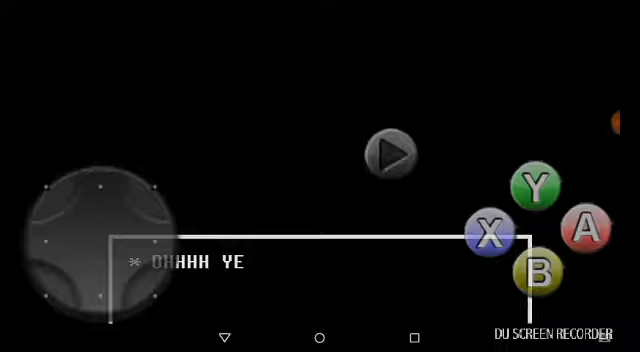 Y
X
A
B
* OHHHH YE
DU SCREEN RECORDER